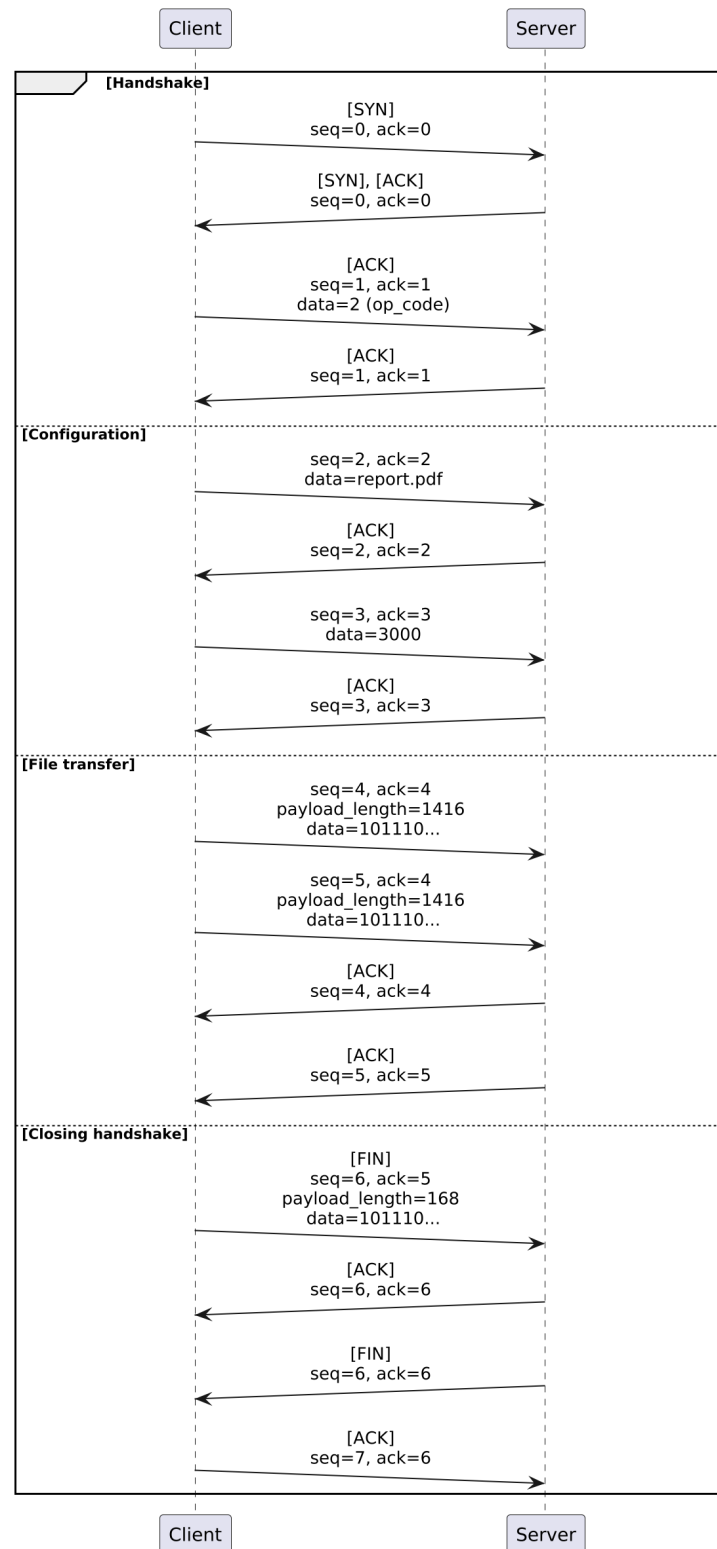 Client
Server
[Handshake]
[SYN]
seq=0, ack=0
[SYN], [ACK]
seq=0, ack=0
[ACK]
seq=1, ack=1
data=2 (op_code)
[ACK]
seq=1, ack=1
[Configuration]
seq=2, ack=2
data=report.pdf
[ACK]
seq=2, ack=2
seq=3, ack=3
data=3000
[ACK]
seq=3, ack=3
[File transfer]
seq=4, ack=4
payload_length=1416
data=101110...
seq=5, ack=4
payload_length=1416
data=101110...
[ACK]
seq=4, ack=4
[ACK]
seq=5, ack=5
[Closing handshake]
[FIN]
seq=6, ack=5
payload_length=168
data=101110...
[ACK]
seq=6, ack=6
[FIN]
seq=6, ack=6
[ACK]
seq=7, ack=6
Client
Server